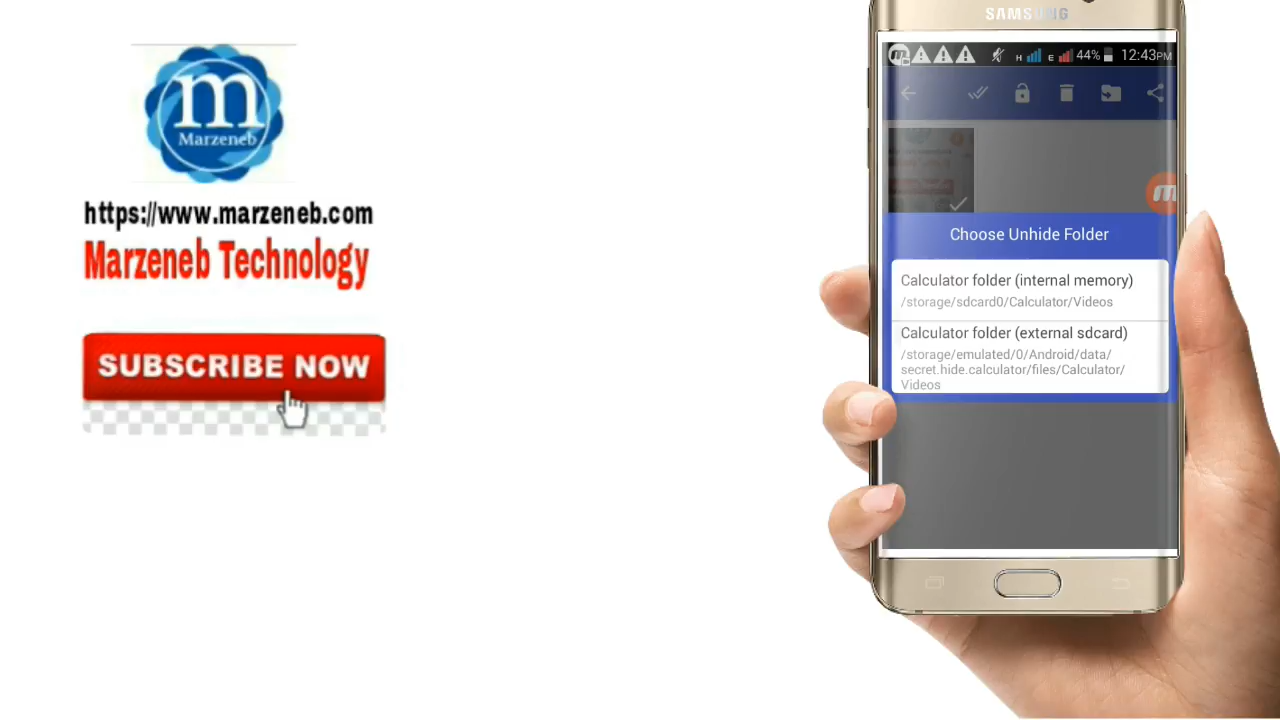 m
Marzeneb
https://www.marzeneb.com
Marzeneb Technology
SUBSCRIBE NOW
SAMSUNG
H E 44% 12:43PM
Choose Unhide Folder
Calculator folder (internal memory)
/storage/sdcard0/Calculator/Videos
Calculator folder (external sdcard)
/storage/emulated/0/Android/data/
secret.hide.calculator/files/Calculator/
Videos